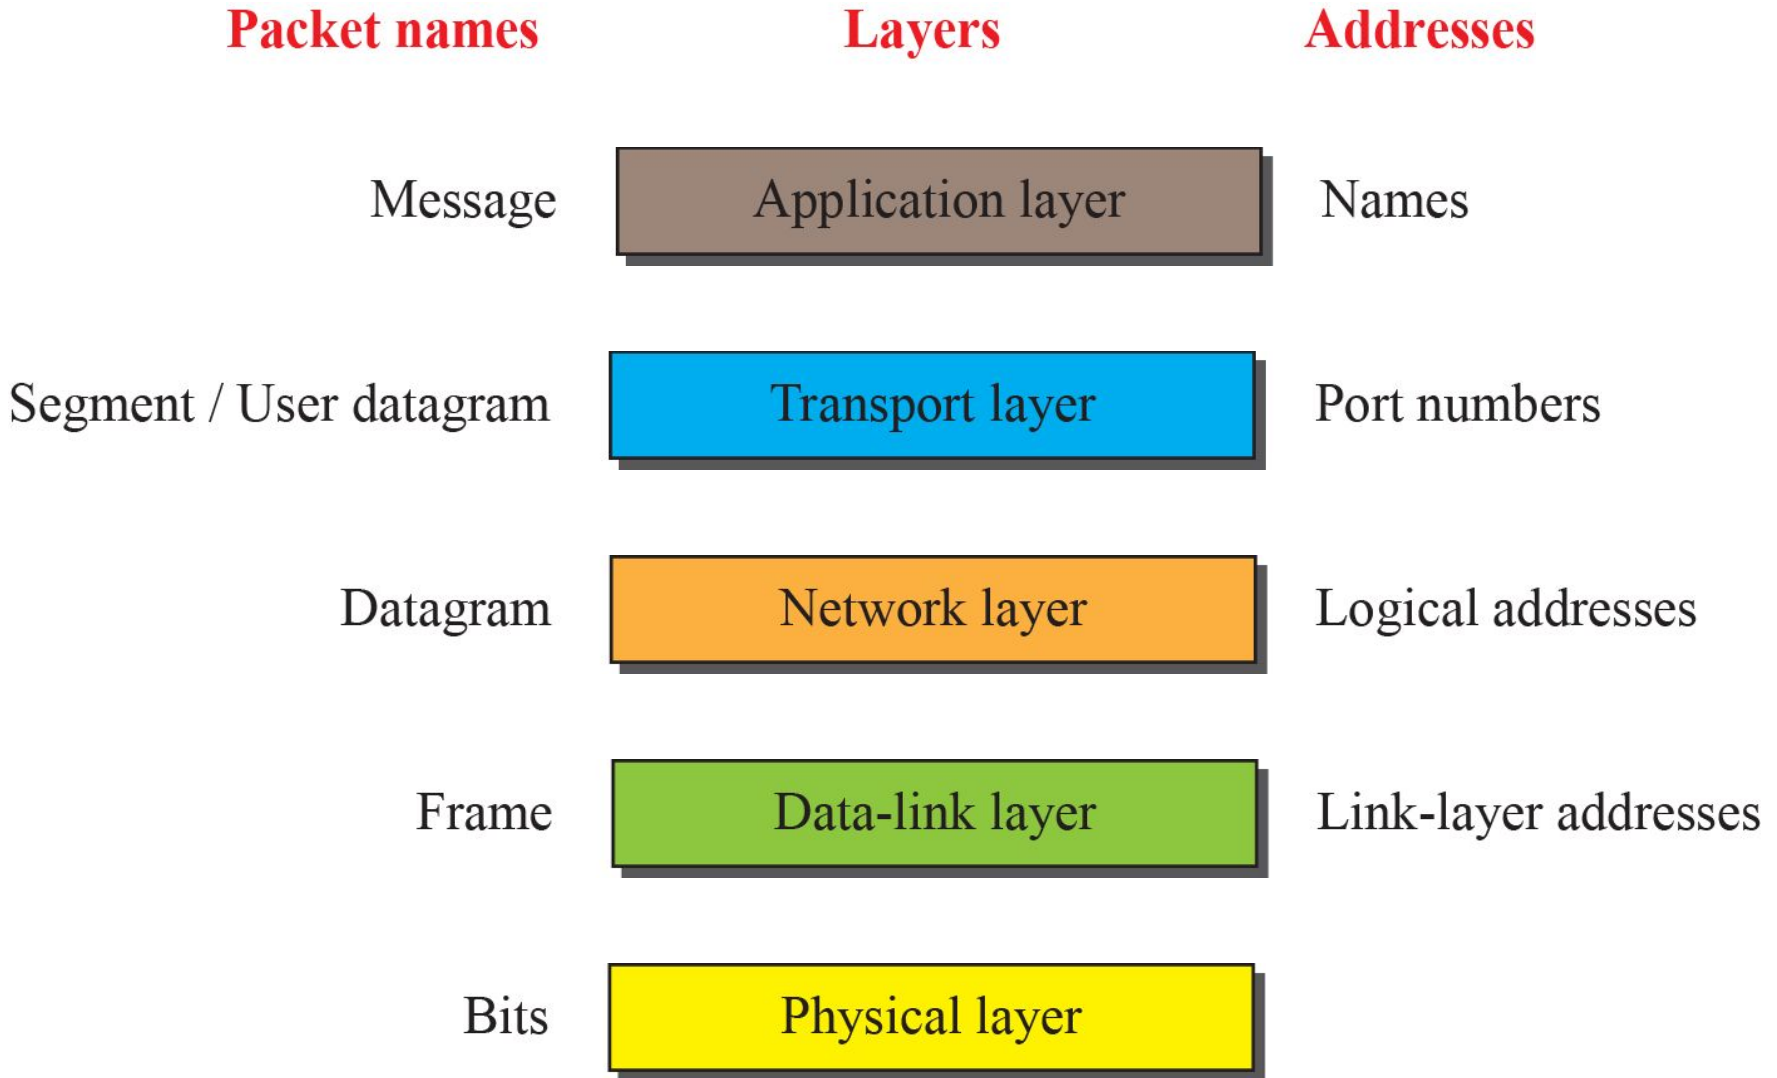 Packet names Layers Addresses
Message Application layer Names
Segment / User datagram Transport layer Port numbers
Datagram Network layer Logical addresses
Frame Data-link layer Link-layer addresses
Bits Physical layer